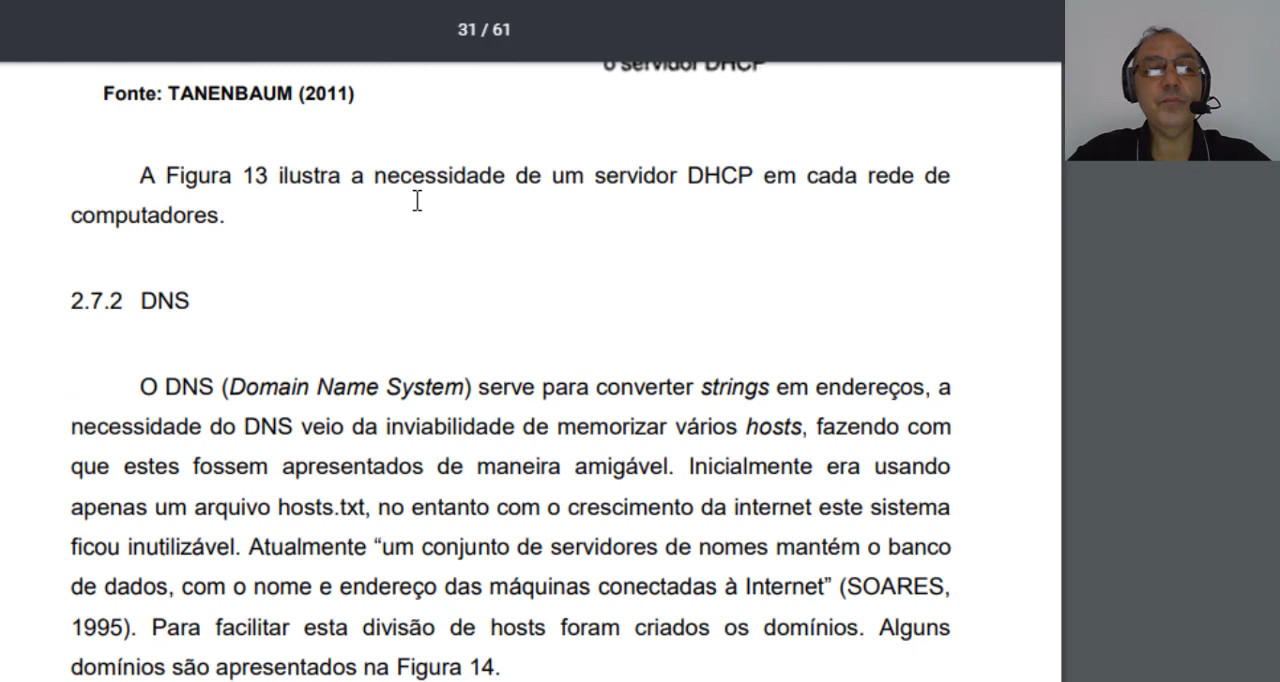 31 / 61
o servidor DHCP
Fonte: TANENBAUM (2011)
A Figura 13 ilustra a necessidade de um servidor DHCP em cada rede de
computadores.
2.7.2 DNS
O DNS (Domain Name System) serve para converter strings em endereços, a
necessidade do DNS veio da inviabilidade de memorizar vários hosts, fazendo com
que estes fossem apresentados de maneira amigável. Inicialmente era usando
apenas um arquivo hosts.txt, no entanto com o crescimento da internet este sistema
ficou inutilizável. Atualmente “um conjunto de servidores de nomes mantém o banco
de dados, com o nome e endereço das máquinas conectadas à Internet” (SOARES,
1995). Para facilitar esta divisão de hosts foram criados os domínios. Alguns
domínios são apresentados na Figura 14.